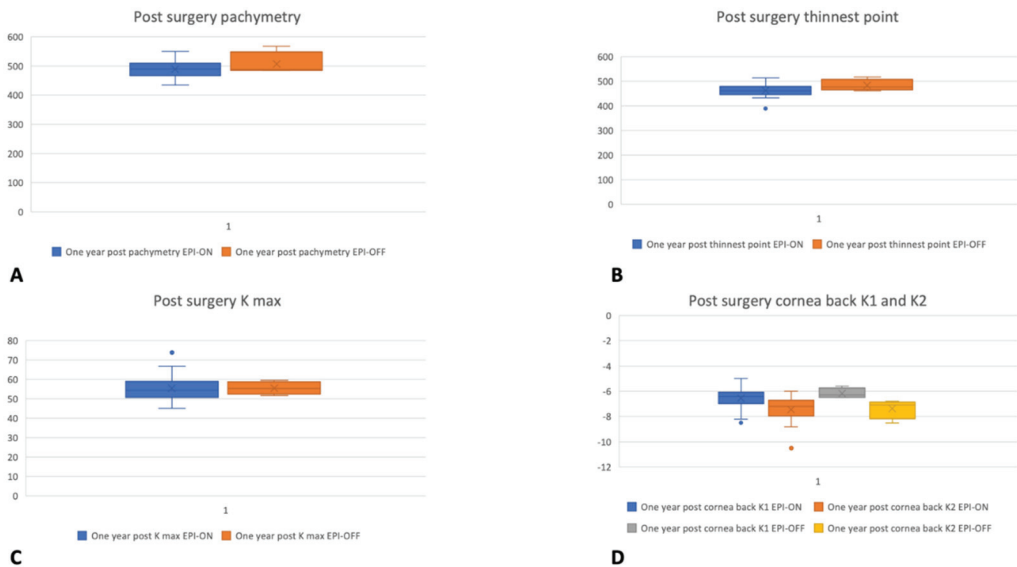 Post surgery pachymetry
600
500
400
300
200
100
0
1
One year post pachymetry EPI-ON One year post pachymetry EPI-OFF
A
Post surgery thinnest point
600
500
400
300
200
100
0
1
One year post thinnest point EPI-ON One year post thinnest point EPI-OFF
B
Post surgery K max
80
70
60
50
40
30
20
10
0
1
One year post K max EPI-ON One year post K max EPI-OFF
C
Post surgery cornea back K1 and K2
0
-2
-4
-6
-8
-10
-12
1
One year post cornea back K1 EPI-ON One year post cornea back K2 EPI-ON
One year post cornea back K1 EPI-OFF One year post cornea back K2 EPI-OFF
D